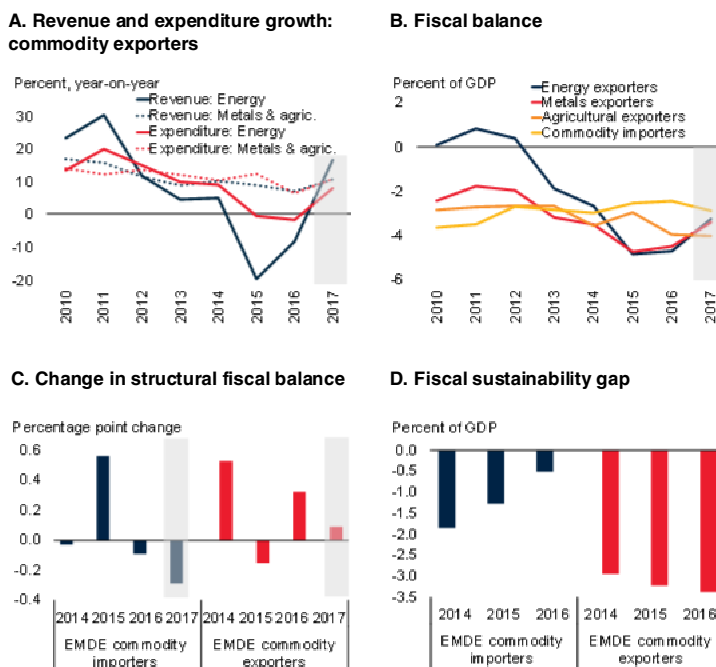 A. Revenue and expenditure growth:
commodity exporters
Percent, year-on-year
Revenue: Energy
Revenue: Metals & agric.
Expenditure: Energy
Expenditure: Metals & agric.
30
20
10
0
-10
-20
2010
2011
2012
2013
2014
2015
2016
2017
B. Fiscal balance
Percent of GDP
Energy exporters
Metals exporters
Agricultural exporters
Commodity importers
2
0
-2
-4
-6
2010
2011
2012
2013
2014
2015
2016
2017
C. Change in structural fiscal balance
Percentage point change
0.6
0.4
0.2
0.0
-0.2
-0.4
2014 2015 2016 2017 2014 2015 2016 2017
EMDE commodity
importers
EMDE commodity
exporters
D. Fiscal sustainability gap
Percent of GDP
0.0
-0.5
-1.0
-1.5
-2.0
-2.5
-3.0
-3.5
2014 2015 2016 2014 2015 2016
EMDE commodity
importers
EMDE commodity
exporters